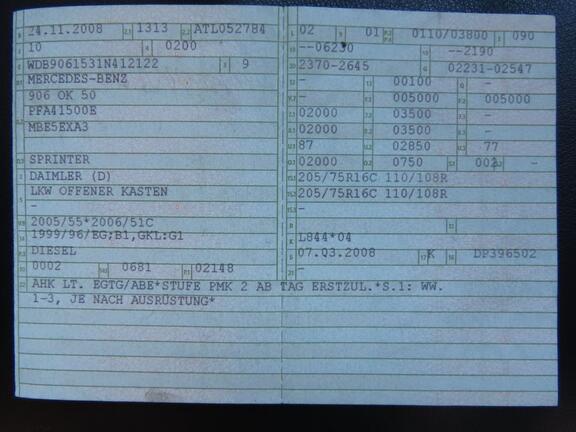 24.11.2008 1313 ATL052784
10 0200
WDB9061531N412122 9
MERCEDES-BENZ
906 OK 50
PFA41500E
MBE5EXA3
SPRINTER
DAIMLER (D)
LKW OFFENER KASTEN
-
2005/55*2006/51C
1999/96/EG;B1,GKL:G1
DIESEL
0002 0681 02148
02 01 0110/03800 090
--06230 --2190
2370-2645 02231-02547
- 00100 -
- 005000 005000
02000 03500 -
02000 03500 -
87 02850 77
02000 0750 002 -
205/75R16C 110/108R
205/75R16C 110/108R
-
L844*04
07.03.2008 K DP396502
-
AHK LT. EGTG/ABE*STUFE PMK 2 AB TAG ERSTZUL.*S.1: WW.
1-3, JE NACH AUSRÜSTUNG*